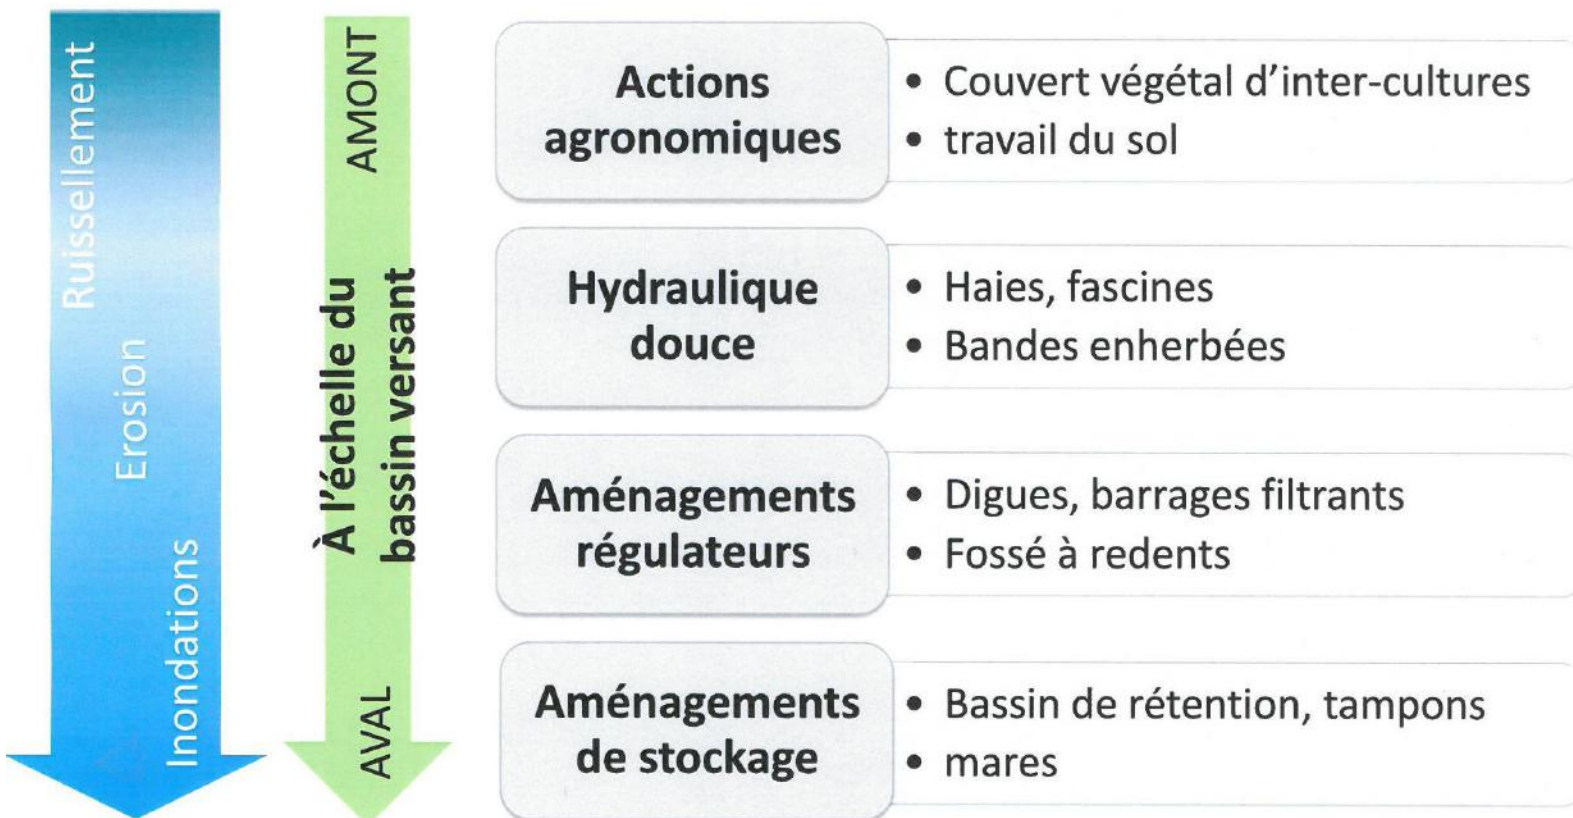 Ruissellement
Erosion
Inondations
AMONT
À l'échelle du
bassin versant
AVAL
Actions
agronomiques
• Couvert végétal d'inter-cultures
• travail du sol
Hydraulique
douce
• Haies, fascines
• Bandes enherbées
Aménagements
régulateurs
• Digues, barrages filtrants
• Fossé à redents
Aménagements
de stockage
• Bassin de rétention, tampons
• mares